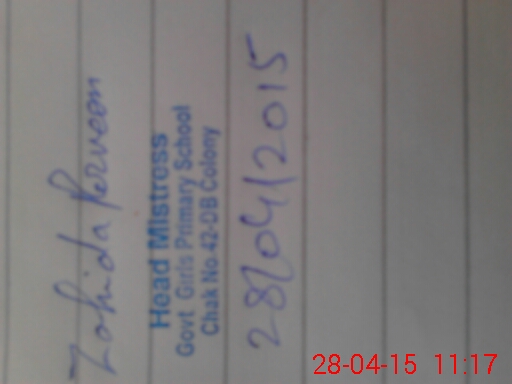 Zahida Perveen
Head Mistress
Govt Girls Primary School
Chak No.42-DB Colony
28/04/2015
28-04-15 11:17